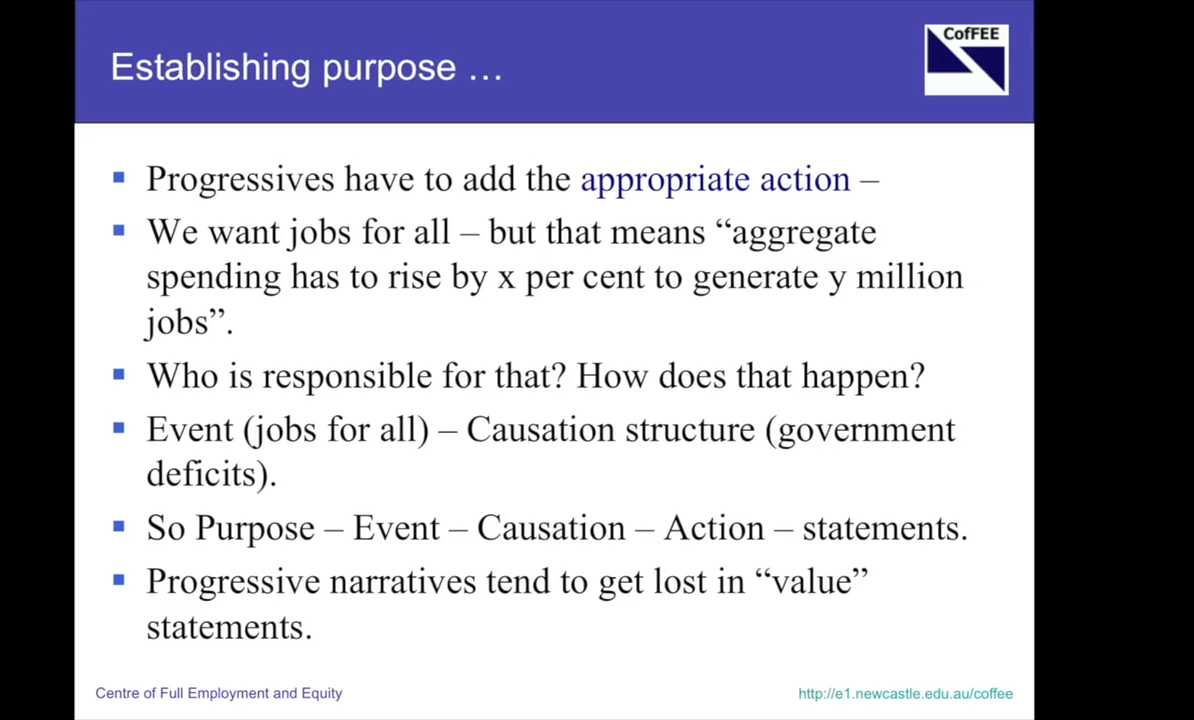 Establishing purpose …
CofFEE
Progressives have to add the appropriate action –
We want jobs for all – but that means “aggregate
spending has to rise by x per cent to generate y million
jobs”.
Who is responsible for that? How does that happen?
Event (jobs for all) – Causation structure (government
deficits).
So Purpose – Event – Causation – Action – statements.
Progressive narratives tend to get lost in “value”
statements.
Centre of Full Employment and Equity
http://e1.newcastle.edu.au/coffee